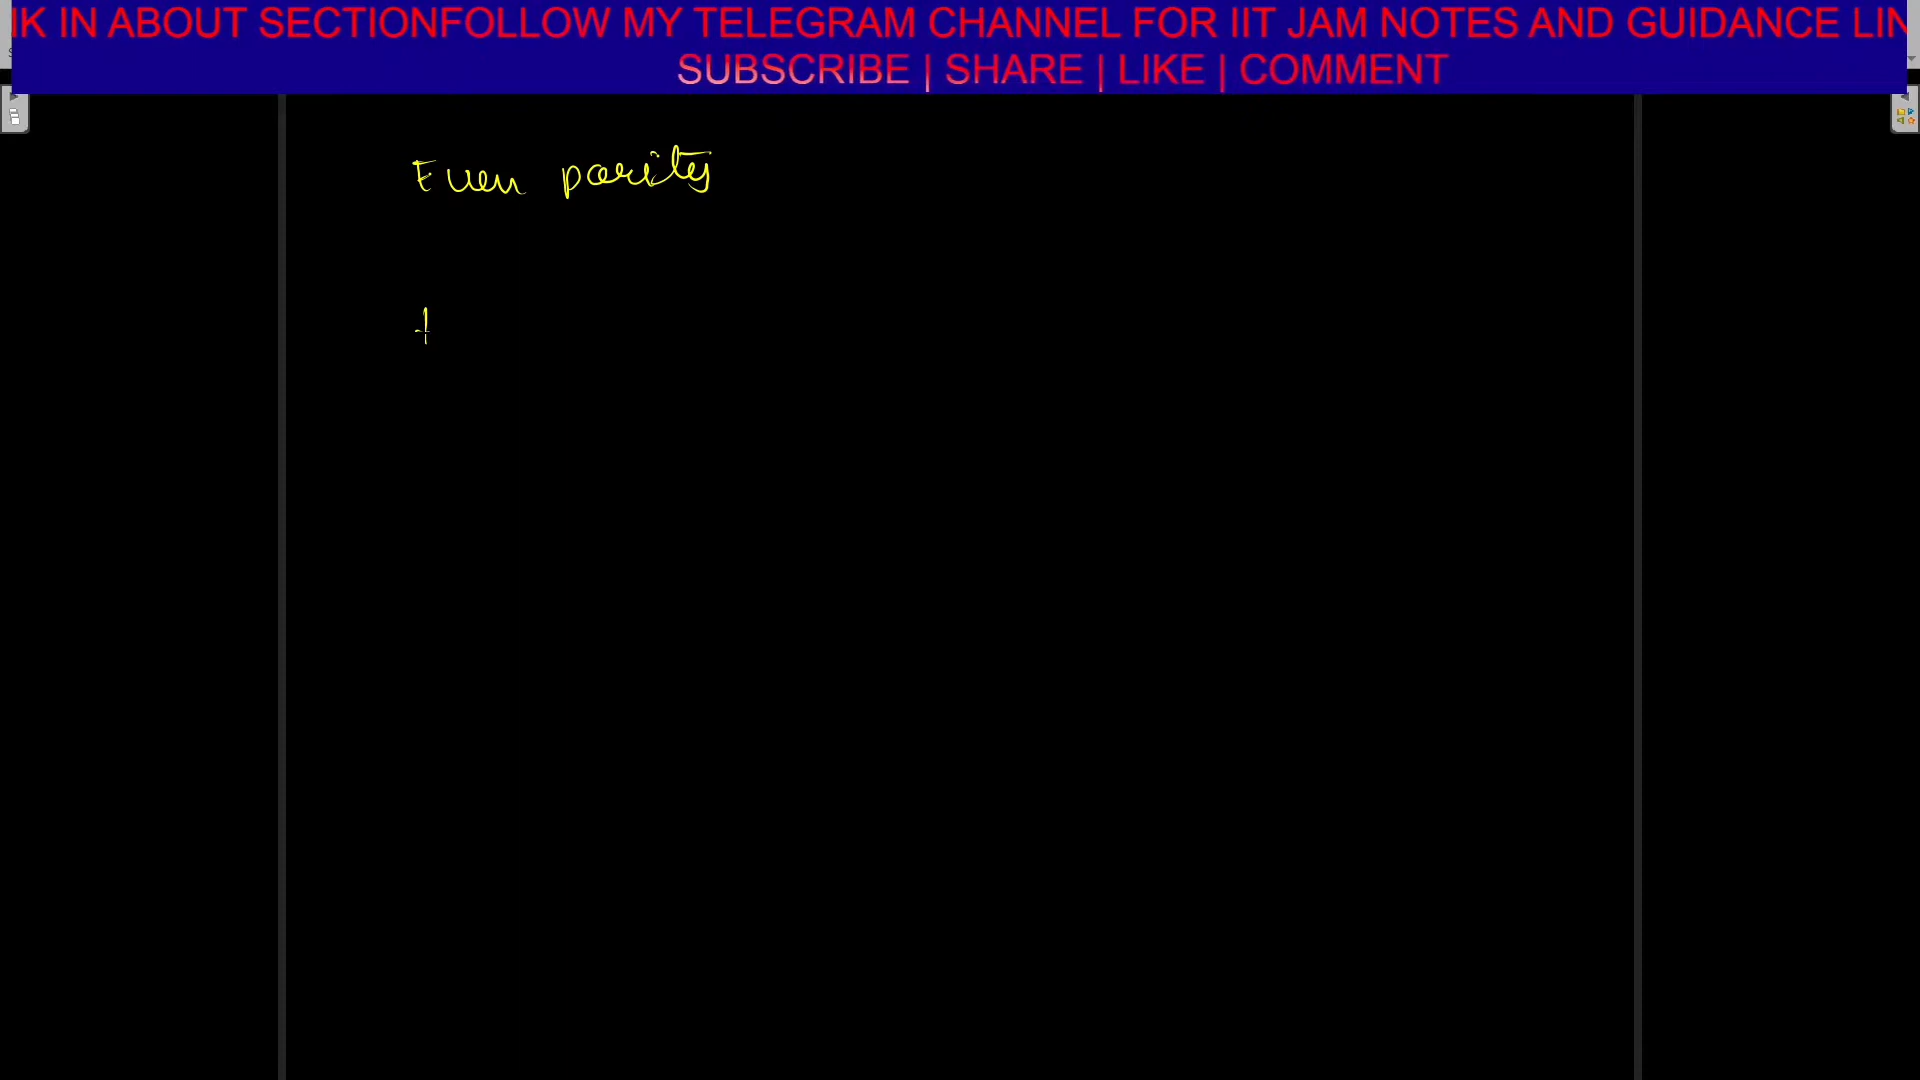 IK IN ABOUT SECTIONFOLLOW MY TELEGRAM CHANNEL FOR IIT JAM NOTES AND GUIDANCE LIN
SUBSCRIBE | SHARE | LIKE | COMMENT
Even parity